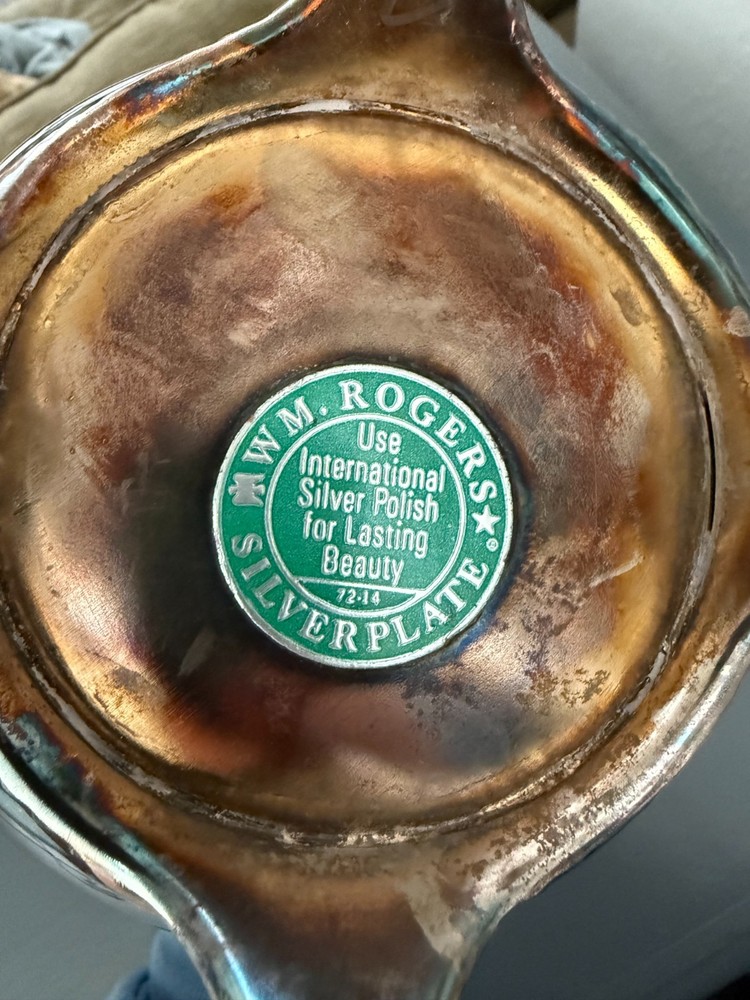 WM. ROGERS ★ ®
Use
International
Silver Polish
for Lasting
Beauty
72-14
SILVERPLATE